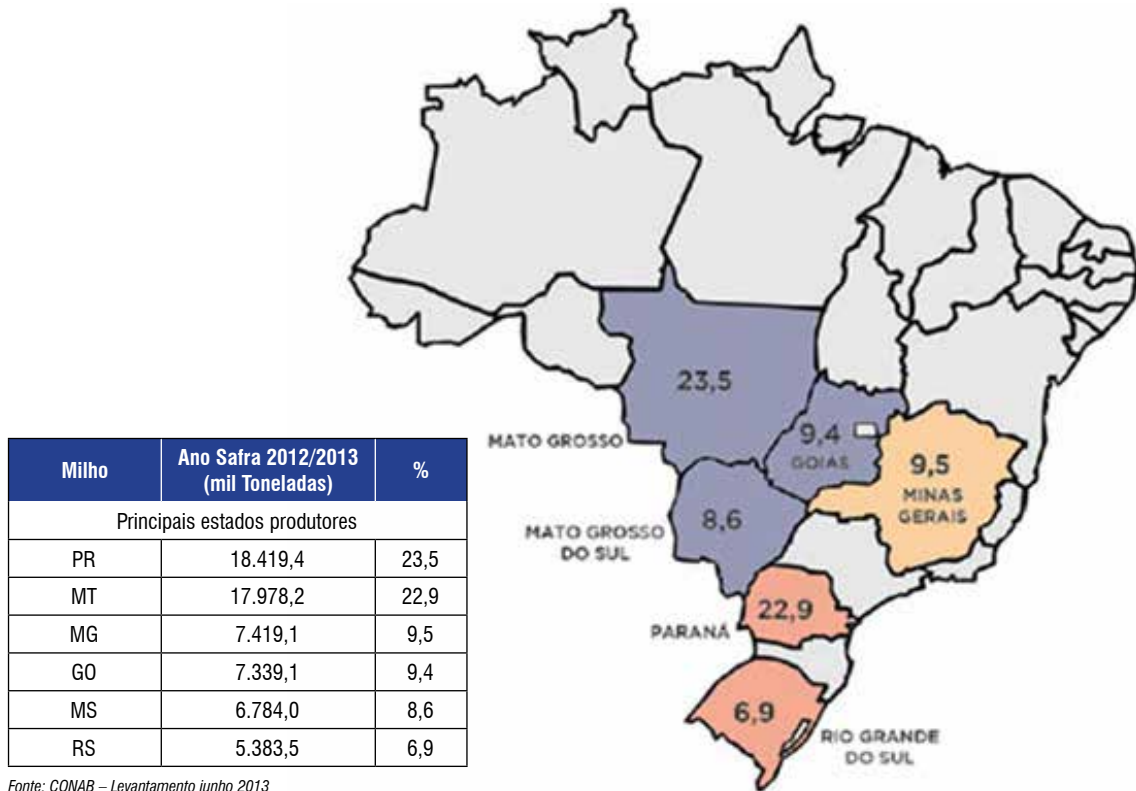 Milho Ano Safra 2012/2013 (mil Toneladas) %
Principais estados produtores
PR 18.419,4 23,5
MT 17.978,2 22,9
MG 7.419,1 9,5
GO 7.339,1 9,4
MS 6.784,0 8,6
RS 5.383,5 6,9
Fonte: CONAB – Levantamento junho 2013
23,5
MATO GROSSO
9,4
GOIAS
9,5
MINAS
GERAIS
8,6
MATO GROSSO
DO SUL
22,9
PARANÁ
6,9
RIO GRANDE
DO SUL